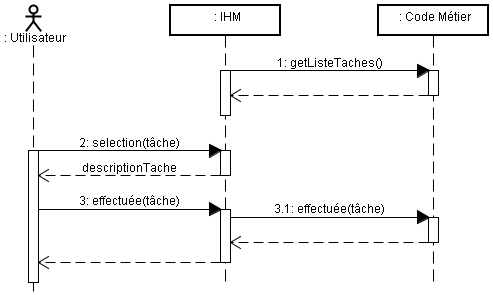 : Utilisateur
: IHM
: Code Métier
1: getListeTaches()
2: selection(tâche)
descriptionTache
3: effectuée(tâche)
3.1: effectuée(tâche)